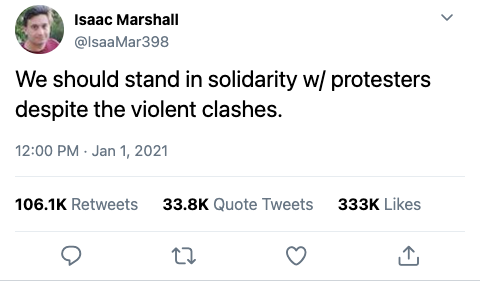 Isaac Marshall
@IsaaMar398
We should stand in solidarity w/ protesters
despite the violent clashes.
12:00 PM · Jan 1, 2021
106.1K Retweets 33.8K Quote Tweets 333K Likes